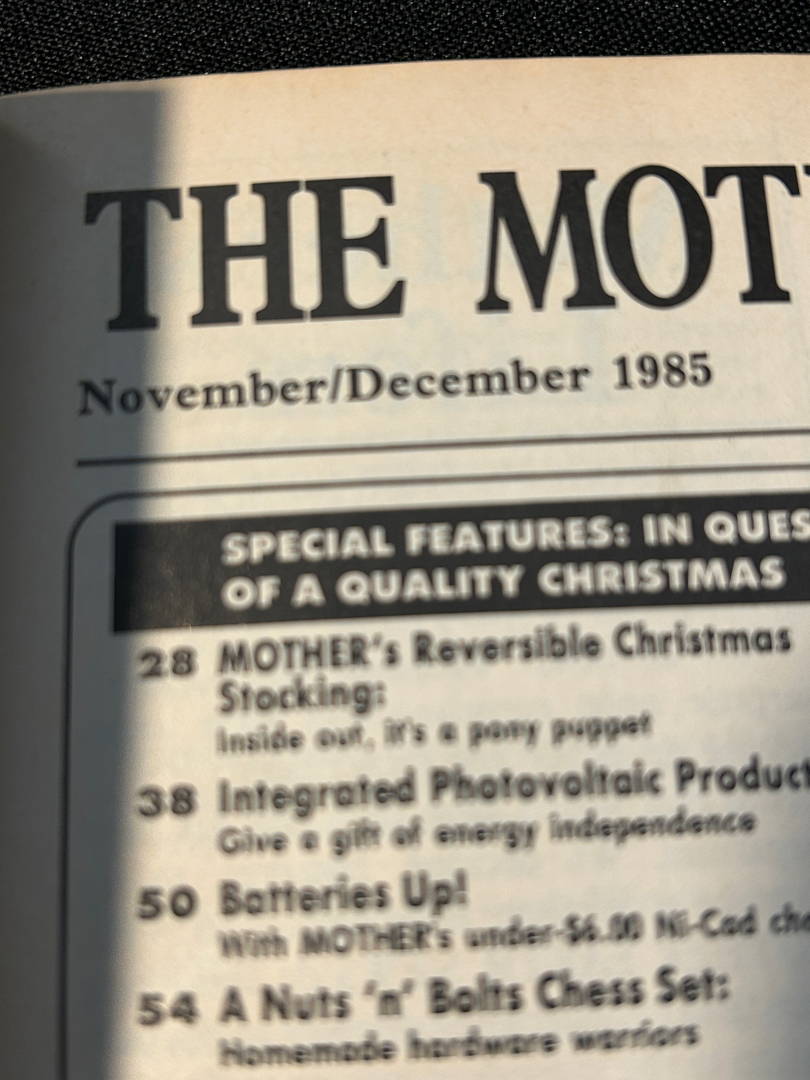 THE MOT
November/December 1985
SPECIAL FEATURES: IN QUES
OF A QUALITY CHRISTMAS
28 MOTHER's Reversible Christmas
Stocking:
Inside out, it's a pony puppet
38 Integrated Photovoltaic Product
Give a gift of energy independence
50 Batteries Up!
With MOTHER's under-$6.00 Ni-Cad cha
54 A Nuts 'n' Bolts Chess Set:
Homemade hardware warriors